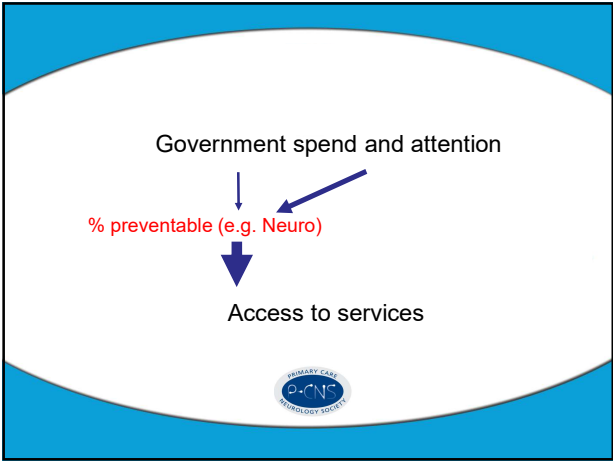 Government spend and attention
% preventable (e.g. Neuro)
Access to services
PRIMARY CARE
P-CNS
NEUROLOGY SOCIETY